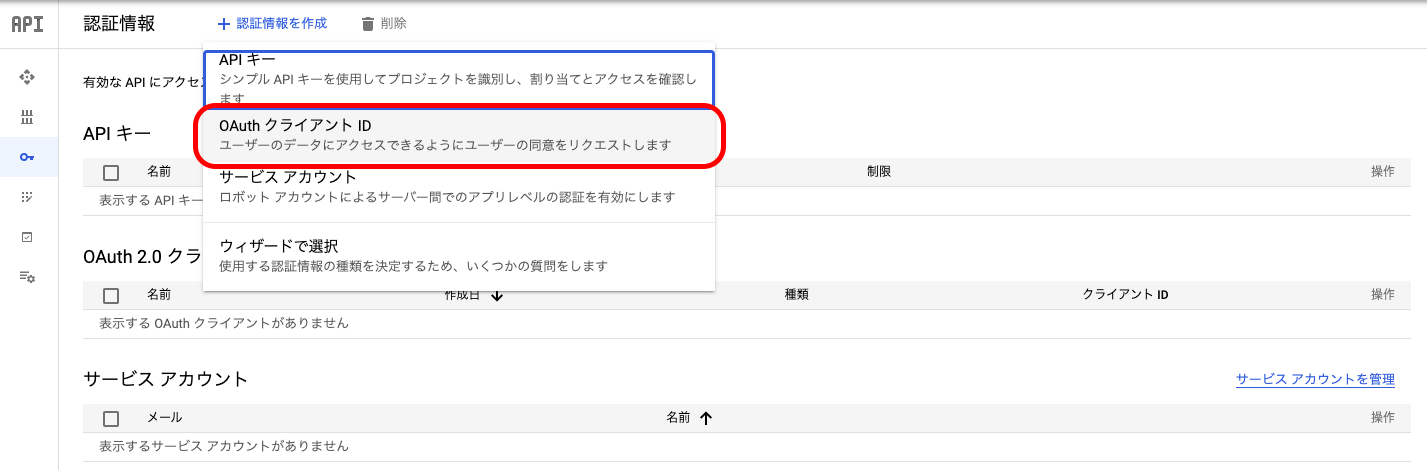 API
認証情報
認証情報を作成
削除
有効な API にアクセス
API キー
シンプル API キーを使用してプロジェクトを識別し、割り当てとアクセスを確認し
ます
OAuth クライアント ID
ユーザーのデータにアクセスできるようにユーザーの同意をリクエストします
サービス アカウント
ロボット アカウントによるサーバー間でのアプリレベルの認証を有効にします
ウィザードで選択
使用する認証情報の種類を決定するため、いくつかの質問をします
API キー
名前
制限
操作
表示する API キー
OAuth 2.0 クラ
名前
作成日
種類
クライアント ID
操作
表示する OAuth クライアントがありません
サービス アカウント
サービス アカウントを管理
メール
名前
操作
表示するサービス アカウントがありません